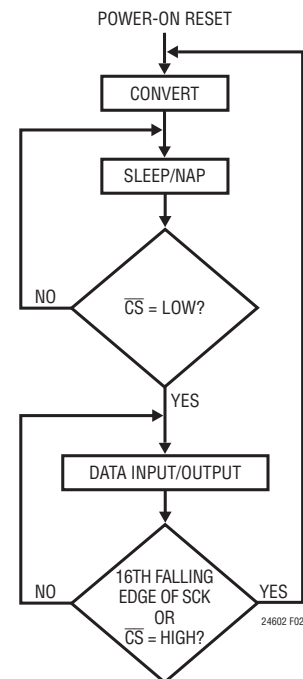 POWER-ON RESET
CONVERT
SLEEP/NAP
CS = LOW?
NO
YES
DATA INPUT/OUTPUT
16TH FALLING
EDGE OF SCK
OR
CS = HIGH?
NO
YES
24602 F02